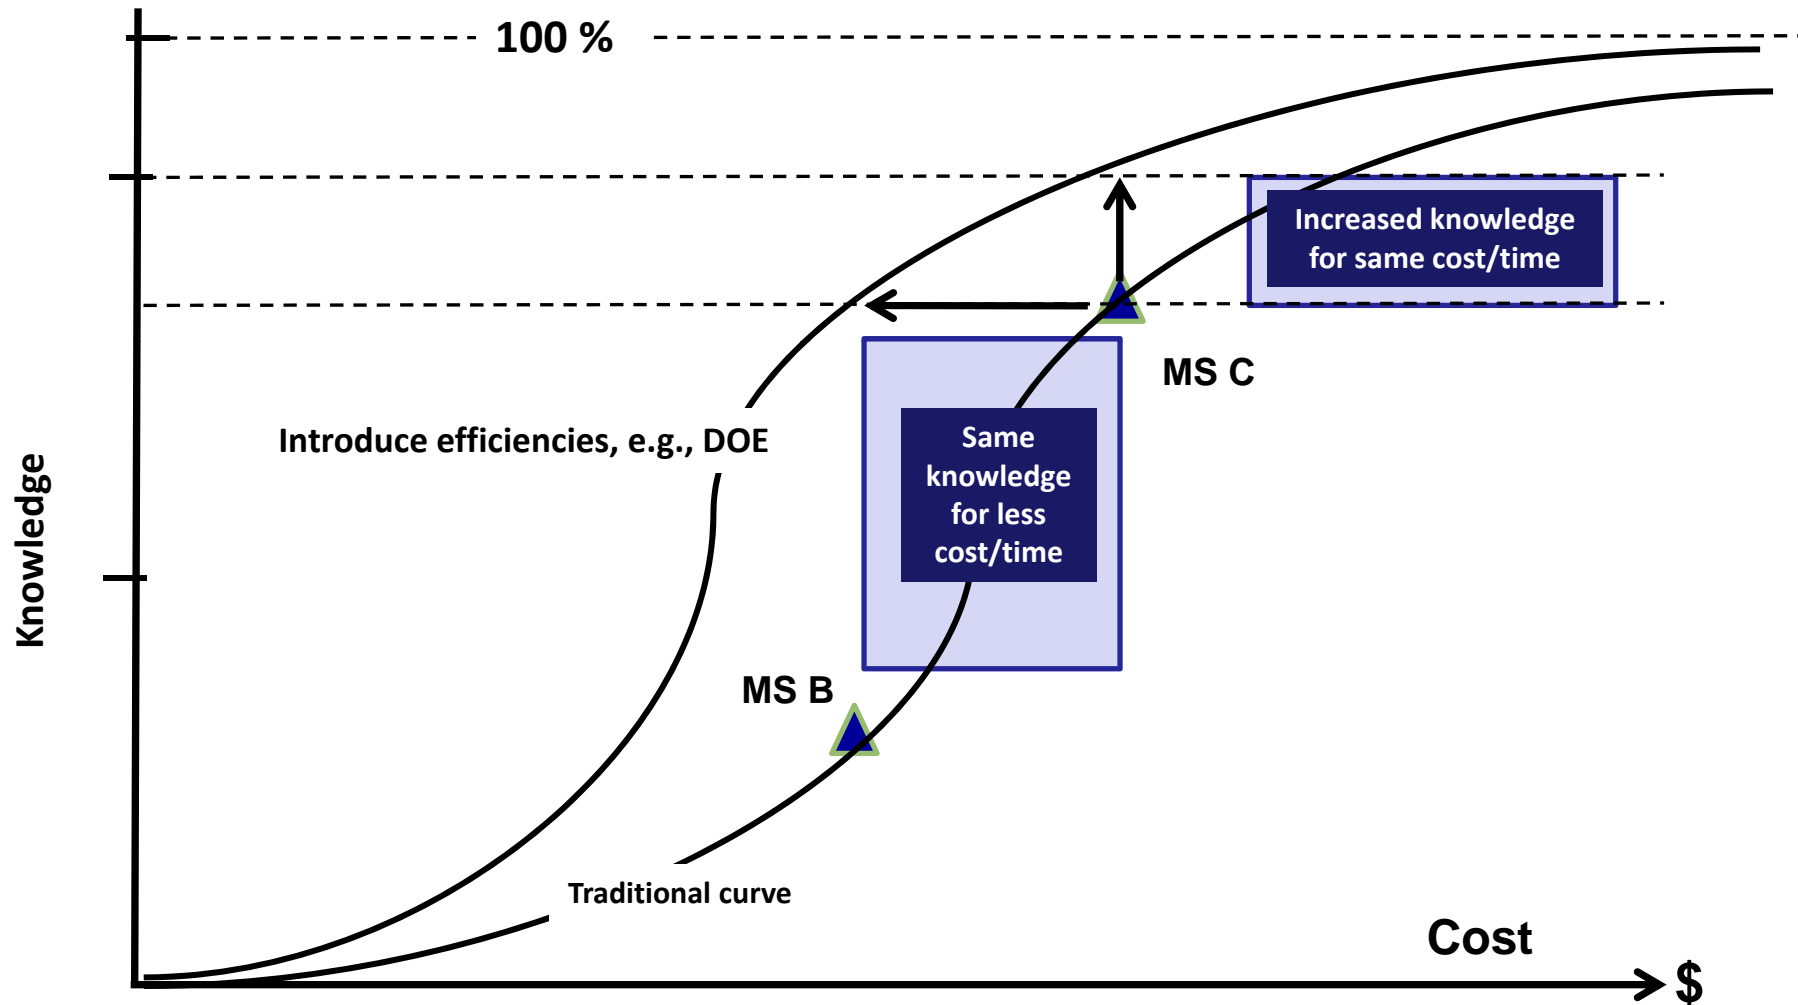 100 %
Increased knowledge
for same cost/time
MS C
Introduce efficiencies, e.g., DOE
Same
knowledge
for less
cost/time
Knowledge
MS B
Traditional curve
Cost
$